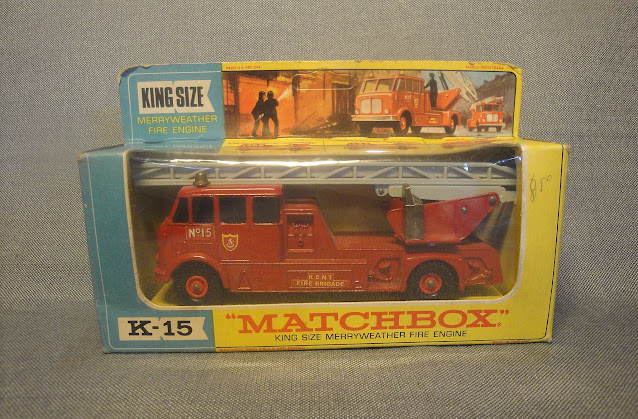 KING SIZE
MERRYWEATHER
FIRE ENGINE
Nº15
KENT
FIRE BRIGADE
K-15
"MATCHBOX"
KING SIZE MERRYWEATHER FIRE ENGINE